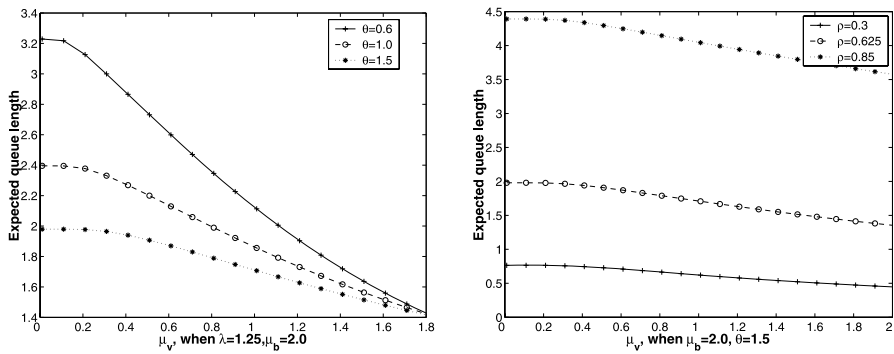 Expected queue length
3.4
3.2
3
2.8
2.6
2.4
2.2
2
1.8
1.6
1.4
θ=0.6
θ=1.0
θ=1.5
0 0.2 0.4 0.6 0.8 1 1.2 1.4 1.6 1.8
μv, when λ=1.25,μb=2.0
Expected queue length
4.5
4
3.5
3
2.5
2
1.5
1
0.5
0
ρ=0.3
ρ=0.625
ρ=0.85
0 0.2 0.4 0.6 0.8 1 1.2 1.4 1.6 1.8 2
μv, when μb=2.0, θ=1.5